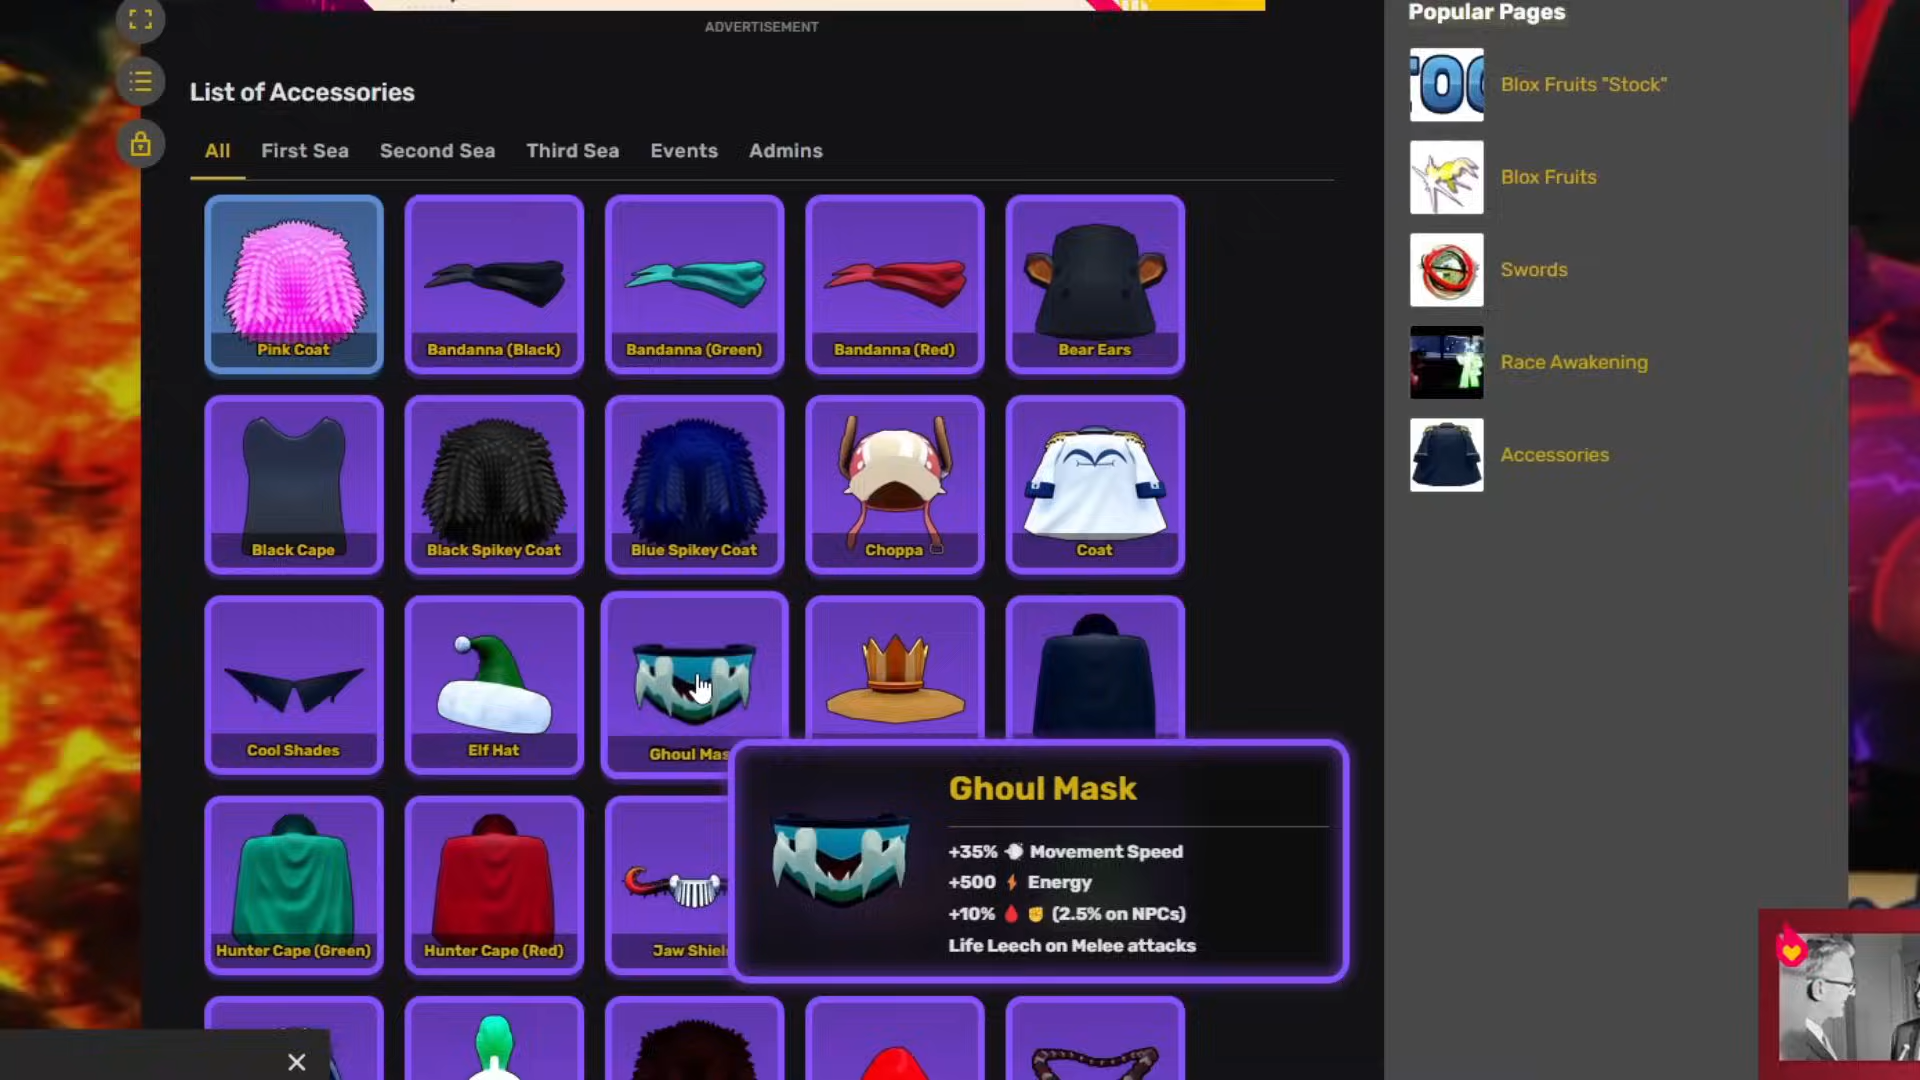 ADVERTISEMENT
List of Accessories
All First Sea Second Sea Third Sea Events Admins
Pink Coat
Bandanna (Black)
Bandanna (Green)
Bandanna (Red)
Bear Ears
Black Cape
Black Spikey Coat
Blue Spikey Coat
Choppa
Coat
Cool Shades
Elf Hat
Ghoul Mas
Hunter Cape (Green)
Hunter Cape (Red)
Jaw Shiel
Ghoul Mask
+35% Movement Speed
+500 Energy
+10% (2.5% on NPCs)
Life Leech on Melee attacks
Popular Pages
Blox Fruits "Stock"
Blox Fruits
Swords
Race Awakening
Accessories